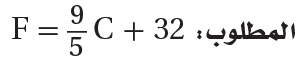 المطلوب: F = 9/5 C + 32